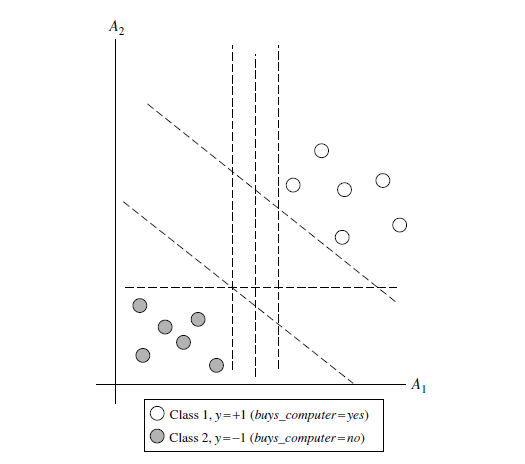 A2
A1
Class 1, y=+1 (buys_computer=yes)
Class 2, y=−1 (buys_computer=no)